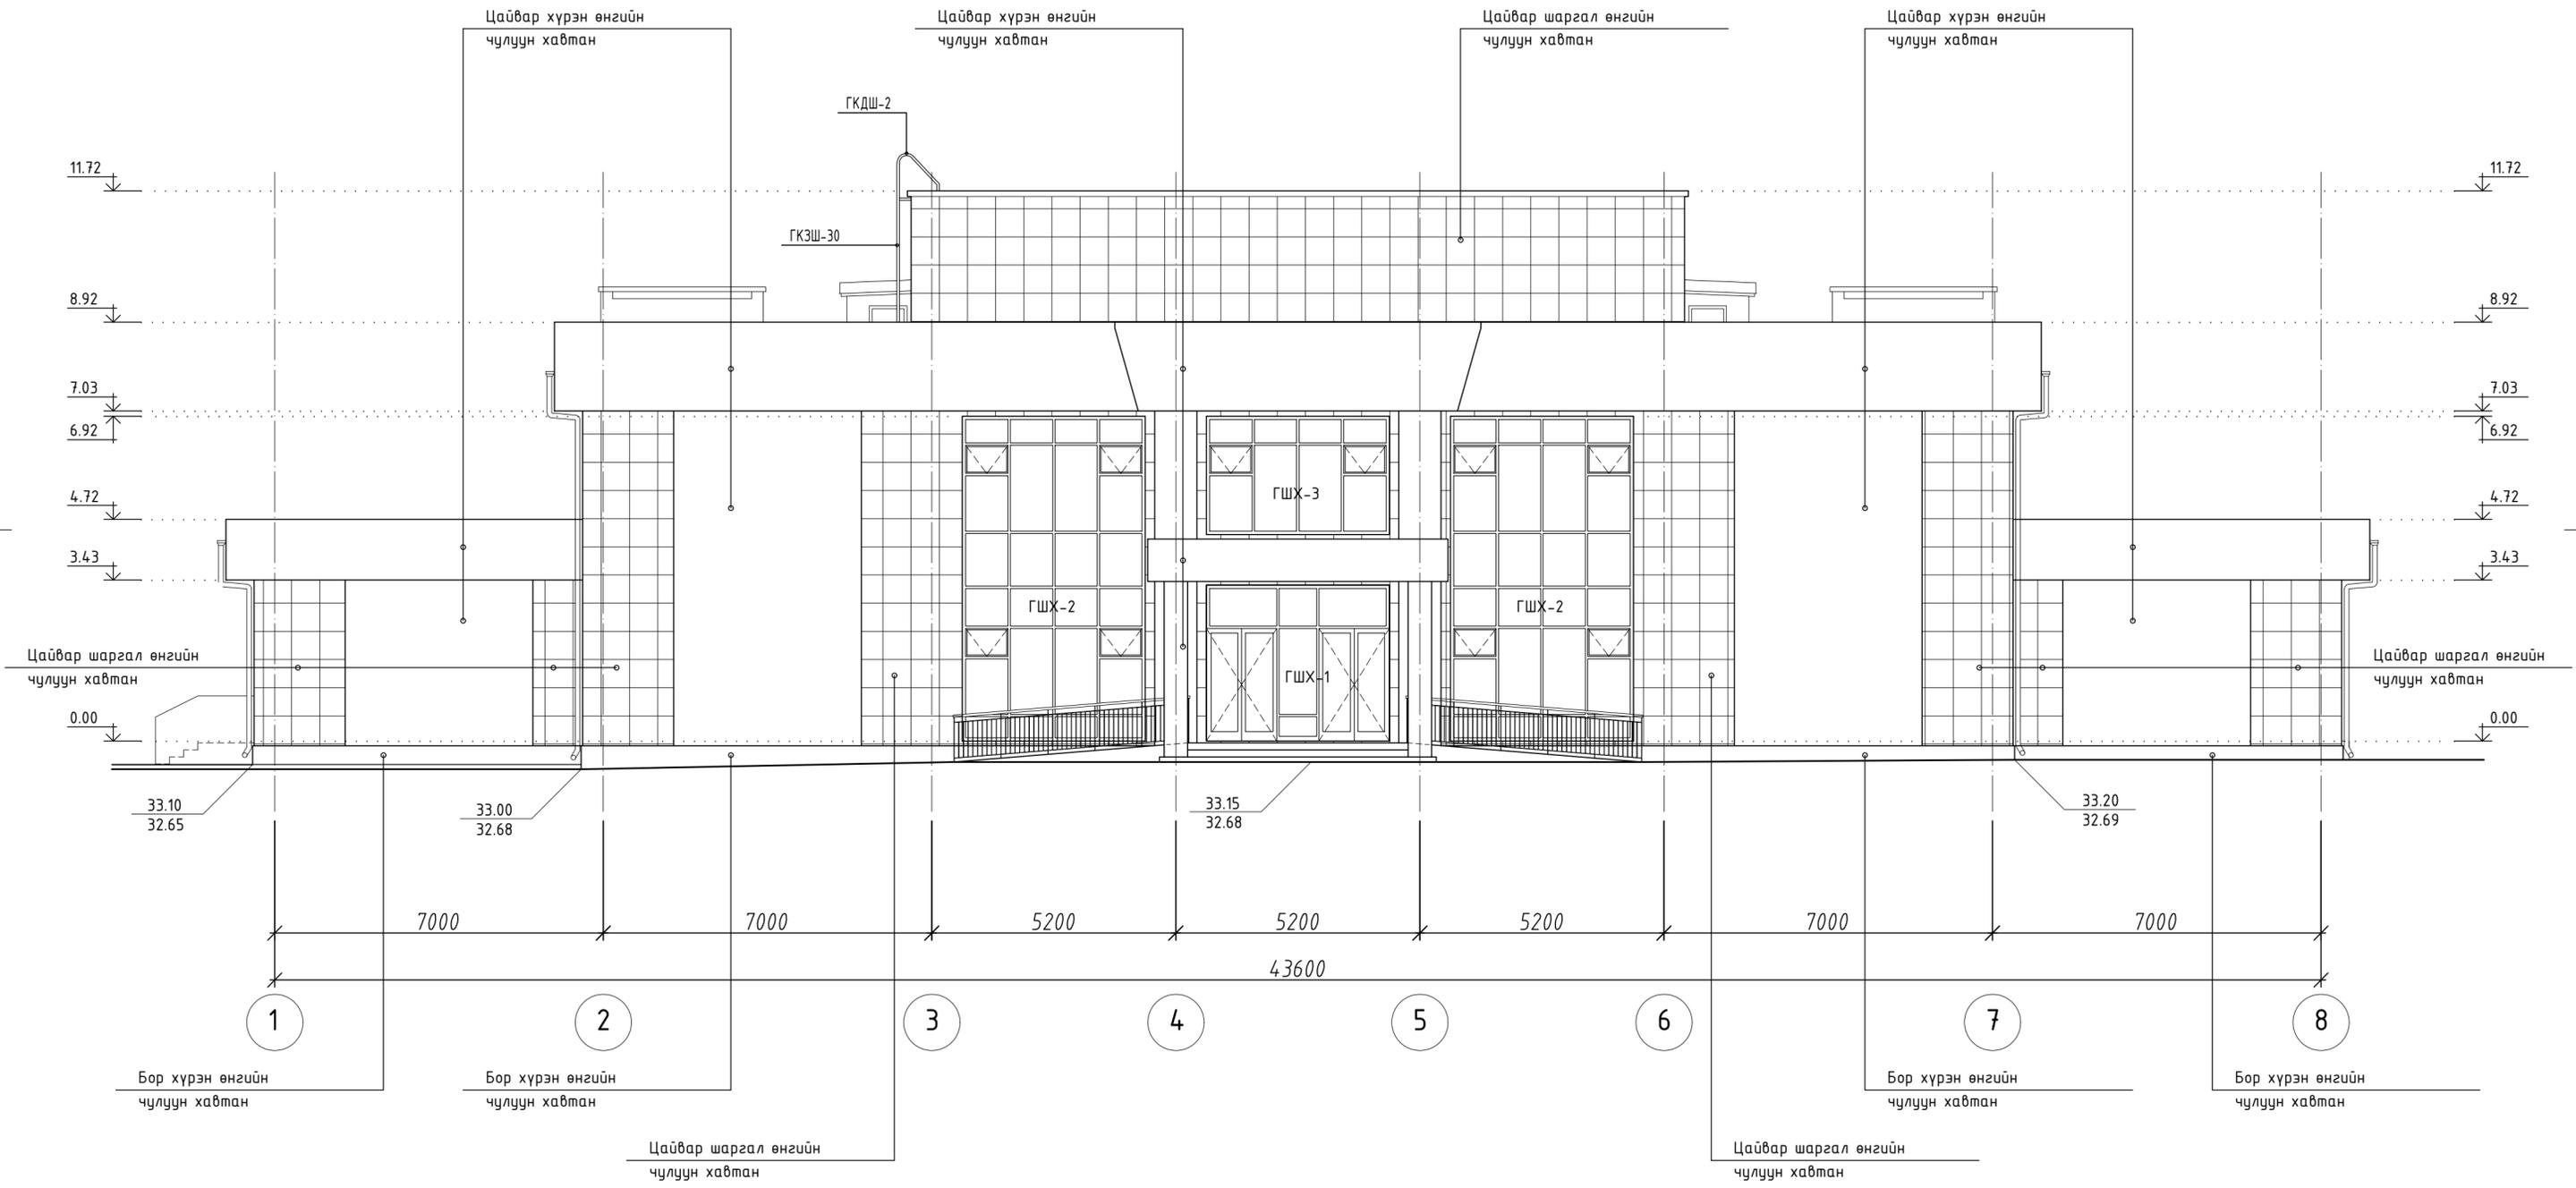 Цайвар хүрэн өнгийн
чулуун хавтан
Цайвар хүрэн өнгийн
чулуун хавтан
Цайвар шаргал өнгийн
чулуун хавтан
Цайвар хүрэн өнгийн
чулуун хавтан
ГКДШ-2
11.72
11.72
ГКЗШ-30
8.92
8.92
7.03
7.03
6.92
6.92
4.72
ГШХ-3
4.72
3.43
3.43
ГШХ-2
ГШХ-2
Цайвар шаргал өнгийн
чулуун хавтан
ГШХ-1
Цайвар шаргал өнгийн
чулуун хавтан
0.00
0.00
33.10
32.65
33.00
32.68
33.15
32.68
33.20
32.69
7000
7000
5200
5200
5200
7000
7000
43600
1
2
3
4
5
6
7
8
Бор хүрэн өнгийн
чулуун хавтан
Бор хүрэн өнгийн
чулуун хавтан
Бор хүрэн өнгийн
чулуун хавтан
Бор хүрэн өнгийн
чулуун хавтан
Цайвар шаргал өнгийн
чулуун хавтан
Цайвар шаргал өнгийн
чулуун хавтан